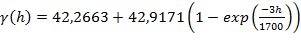 γ(h) = 42,2663 + 42,9171 (1 − exp(−3h/1700))